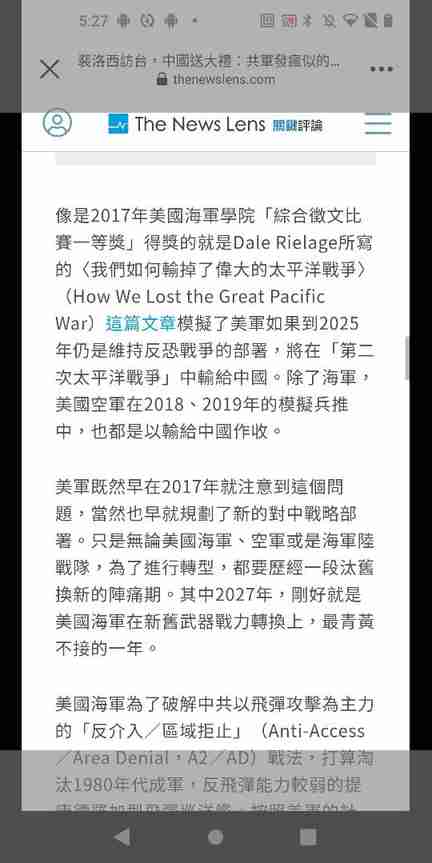 5:27
裴洛西訪台，中國送大禮：共軍發瘋似的...
thenewslens.com
The News Lens 關鍵評論
像是2017年美國海軍學院「綜合徵文比
賽一等獎」得獎的就是Dale Rielage所寫
的〈我們如何輸掉了偉大的太平洋戰爭〉
（How We Lost the Great Pacific
War）這篇文章模擬了美軍如果到2025
年仍是維持反恐戰爭的部署，將在「第二
次太平洋戰爭」中輸給中國。除了海軍，
美國空軍在2018、2019年的模擬兵推
中，也都是以輸給中國作收。
美軍既然早在2017年就注意到這個問
題，當然也早就規劃了新的對中戰略部
署。只是無論美國海軍、空軍或是海軍陸
戰隊，為了進行轉型，都要歷經一段汰舊
換新的陣痛期。其中2027年，剛好就是
美國海軍在新舊武器戰力轉換上，最青黃
不接的一年。
美國海軍為了破解中共以飛彈攻擊為主力
的「反介入／區域拒止」（Anti-Access
／Area Denial，A2／AD）戰法，打算淘
汰1980年代成軍，反飛彈能力較弱的提